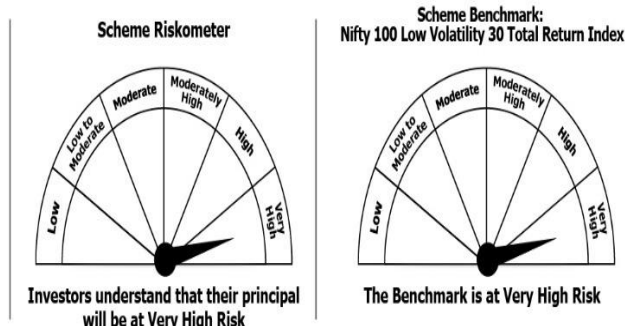 Scheme Riskometer
Low
Low to
Moderate
Moderate
Moderately
High
High
Very
High
Investors understand that their principal
will be at Very High Risk
Scheme Benchmark:
Nifty 100 Low Volatility 30 Total Return Index
Low
Low to
Moderate
Moderate
Moderately
High
High
Very
High
The Benchmark is at Very High Risk